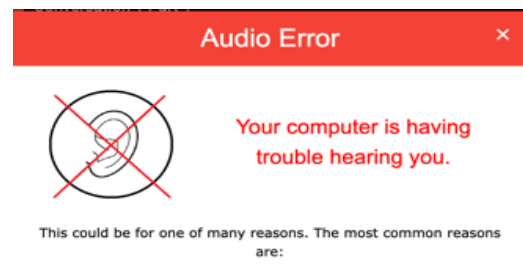 Audio Error ×
Your computer is having
trouble hearing you.
This could be for one of many reasons. The most common reasons
are: